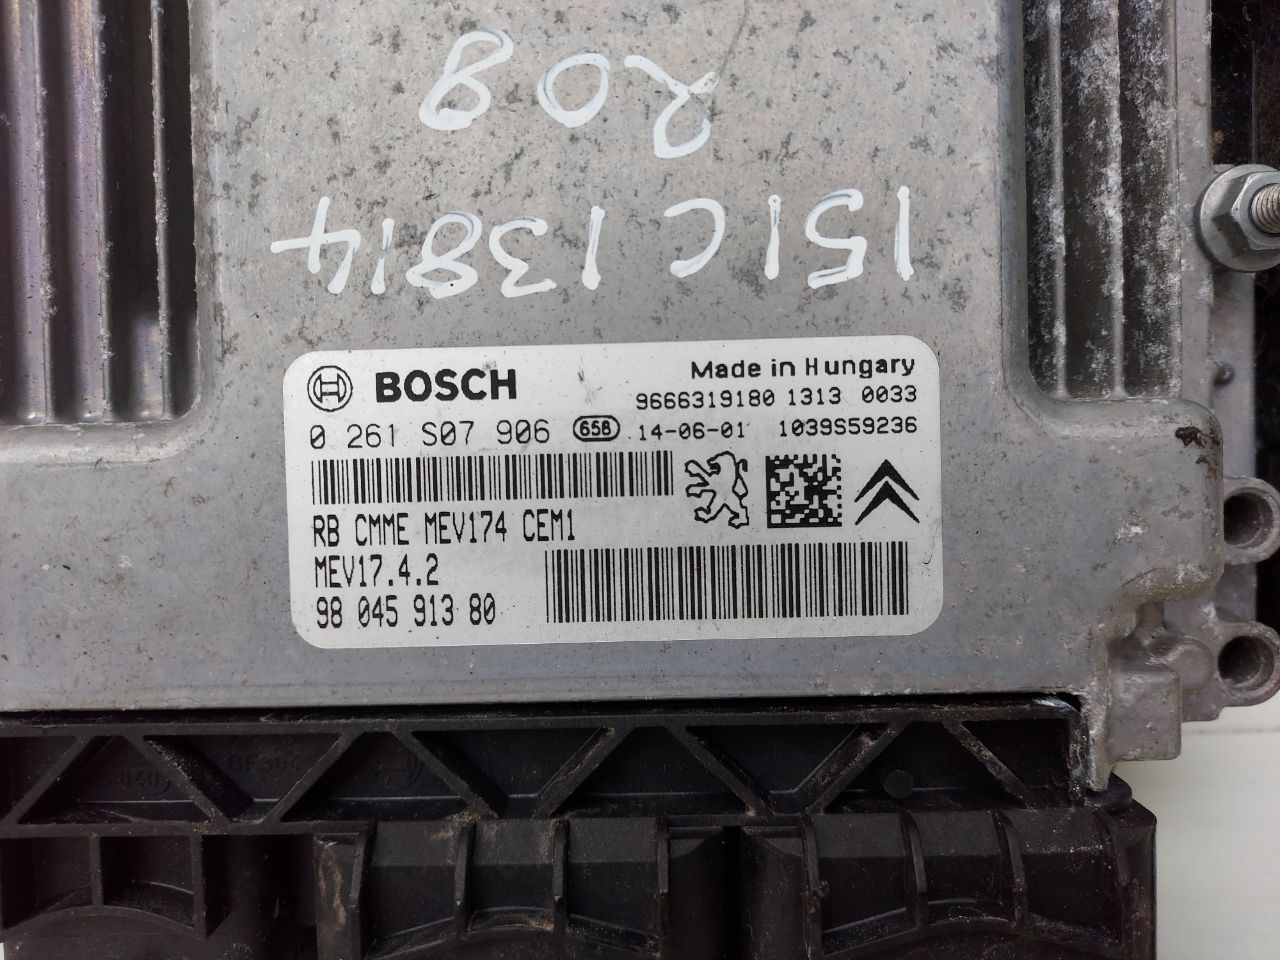 151C 13814
208
BOSCH
Made in Hungary
9666319180 1313 0033
0 261 S07 906 658 14-06-01 1039S59236
RB CMME MEV174 CEM1
MEV17.4.2
98 045 913 80